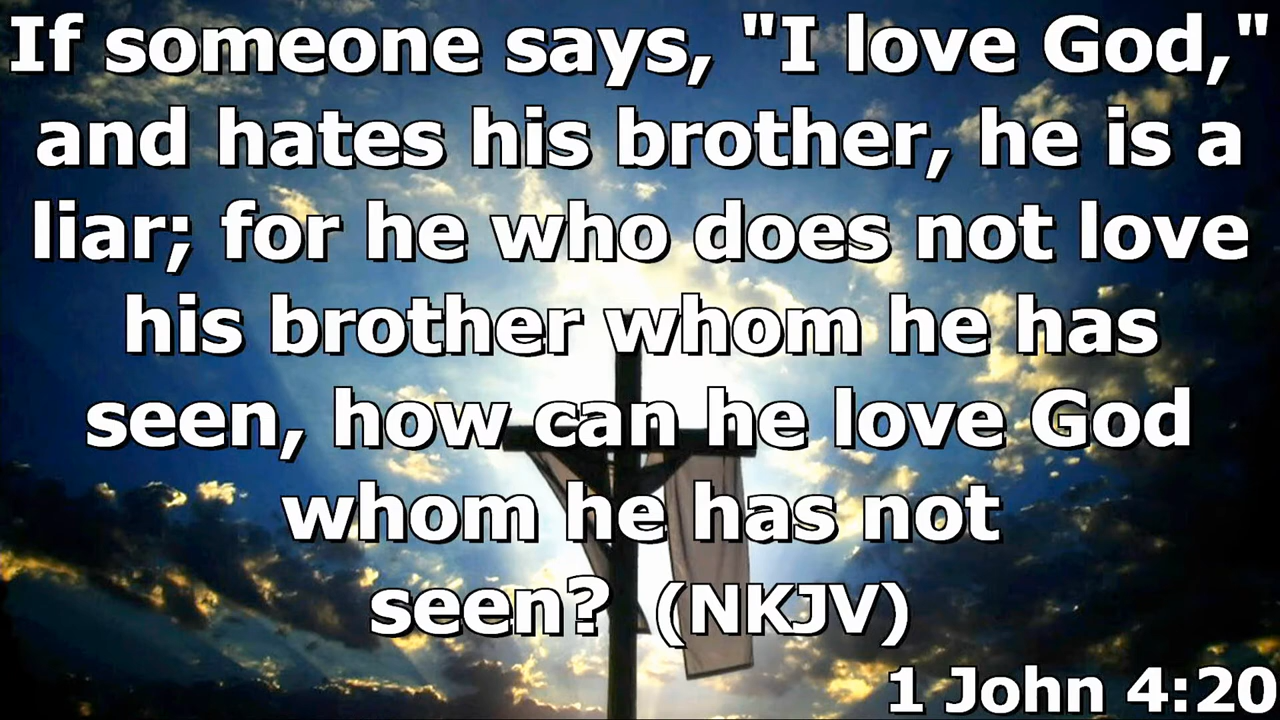 If someone says, "I love God,"
and hates his brother, he is a
liar; for he who does not love
his brother whom he has
seen, how can he love God
whom he has not
seen? (NKJV)
1 John 4:20